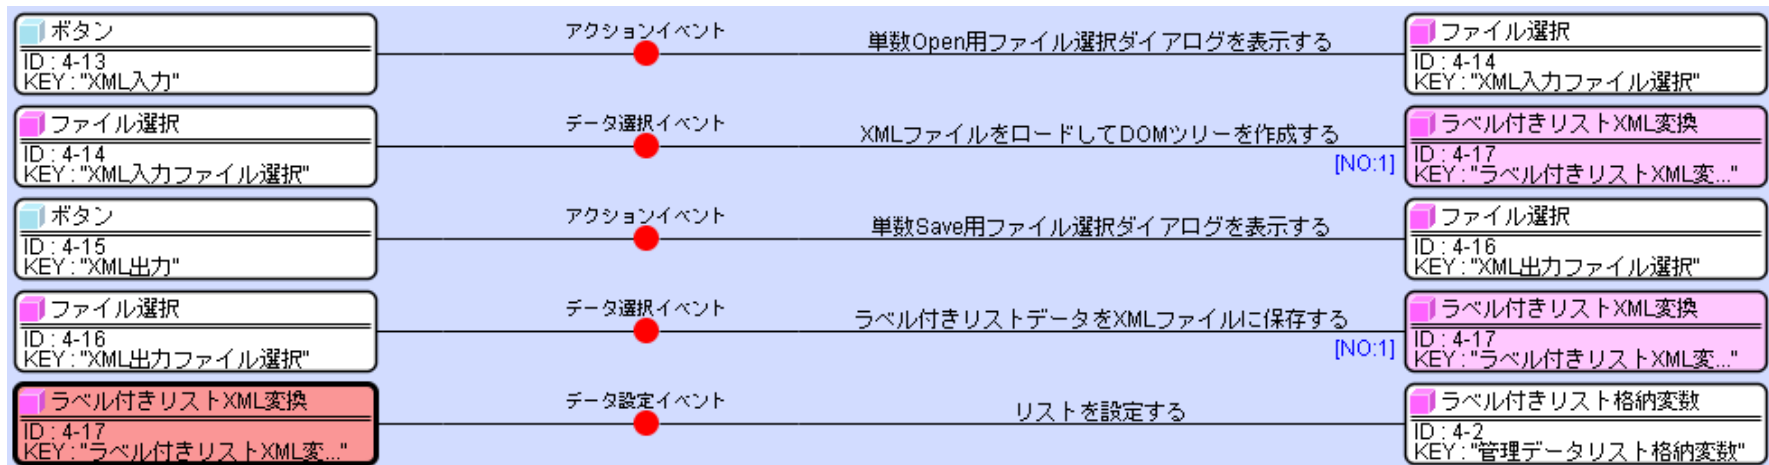 ボタン
ID : 4-13
KEY : "XML入力"
アクションイベント
単数Open用ファイル選択ダイアログを表示する
ファイル選択
ID : 4-14
KEY : "XML入力ファイル選択"
ファイル選択
ID : 4-14
KEY : "XML入力ファイル選択"
データ選択イベント
XMLファイルをロードしてDOMツリーを作成する
[NO:1]
ラベル付きリストXML変換
ID : 4-17
KEY : "ラベル付きリストXML変..."
ボタン
ID : 4-15
KEY : "XML出力"
アクションイベント
単数Save用ファイル選択ダイアログを表示する
ファイル選択
ID : 4-16
KEY : "XML出力ファイル選択"
ファイル選択
ID : 4-16
KEY : "XML出力ファイル選択"
データ選択イベント
ラベル付きリストデータをXMLファイルに保存する
[NO:1]
ラベル付きリストXML変換
ID : 4-17
KEY : "ラベル付きリストXML変..."
ラベル付きリストXML変換
ID : 4-17
KEY : "ラベル付きリストXML変..."
データ設定イベント
リストを設定する
ラベル付きリスト格納変数
ID : 4-2
KEY : "管理データリスト格納変数"